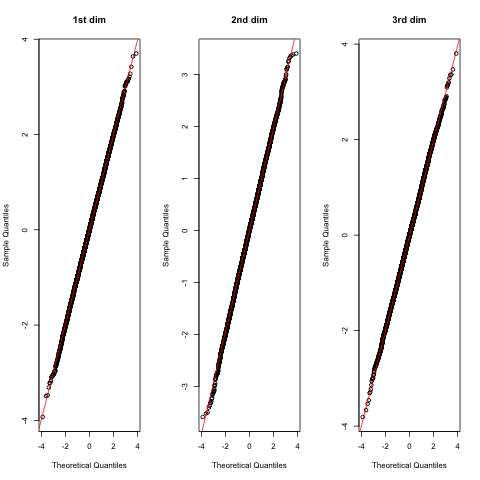 1st dim
2nd dim
3rd dim
Sample Quantiles
4
2
0
-2
-4
-4 -2 0 2 4
Theoretical Quantiles
Sample Quantiles
3
2
1
0
-1
-2
-3
-4 -2 0 2 4
Theoretical Quantiles
Sample Quantiles
4
2
0
-2
-4
-4 -2 0 2 4
Theoretical Quantiles